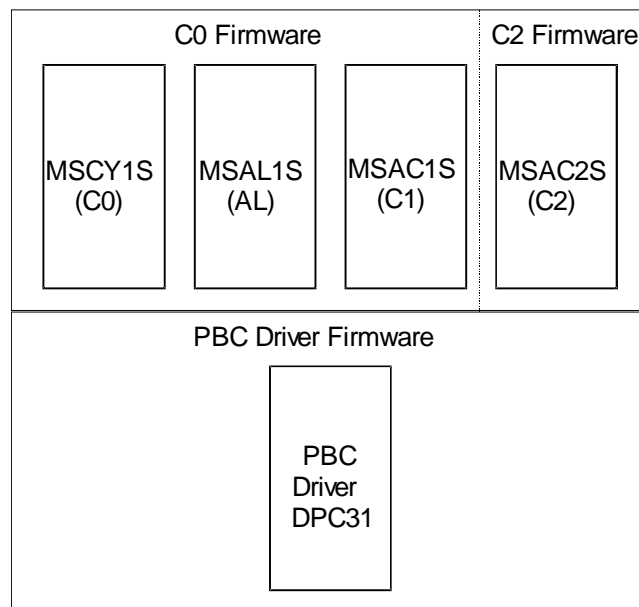 C0 Firmware
C2 Firmware
MSCY1S
(C0)
MSAL1S
(AL)
MSAC1S
(C1)
MSAC2S
(C2)
PBC Driver Firmware
PBC
Driver
DPC31